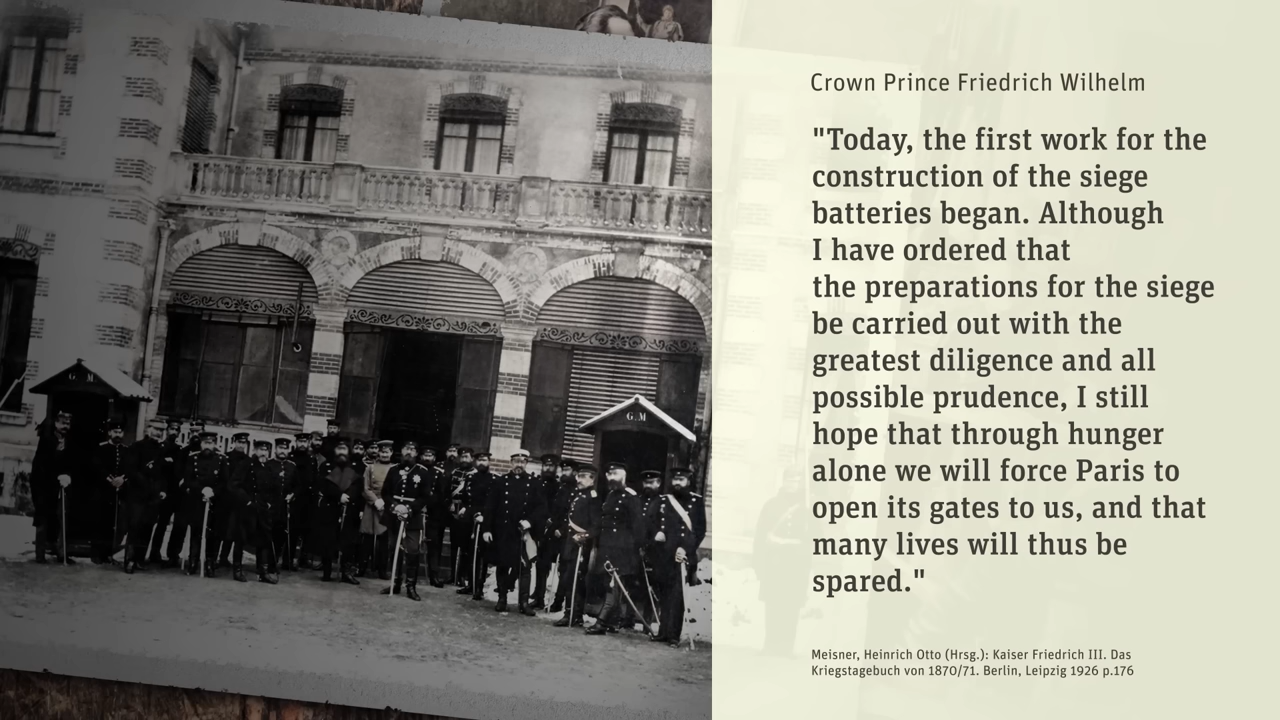 G M
G.M
Crown Prince Friedrich Wilhelm
"Today, the first work for the
construction of the siege
batteries began. Although
I have ordered that
the preparations for the siege
be carried out with the
greatest diligence and all
possible prudence, I still
hope that through hunger
alone we will force Paris to
open its gates to us, and that
many lives will thus be
spared."
Meisner, Heinrich Otto (Hrsg.): Kaiser Friedrich III. Das
Kriegstagebuch von 1870/71. Berlin, Leipzig 1926 p.176